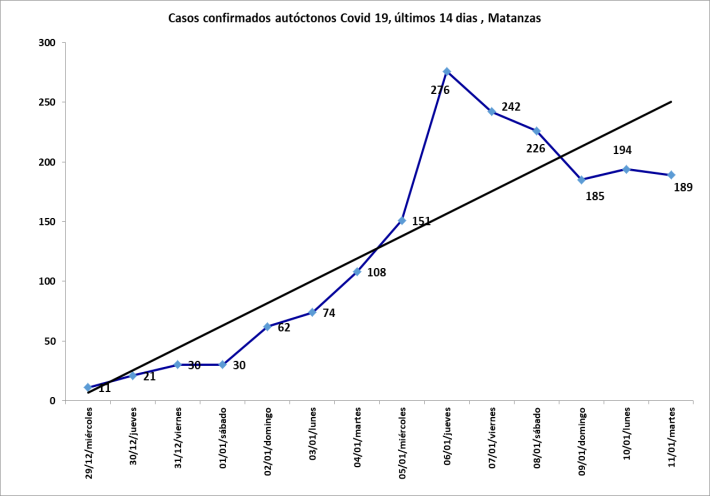 Casos confirmados autóctonos Covid 19, últimos 14 dias , Matanzas
300
250
200
150
100
50
0
11
21
30
30
62
74
108
151
276
242
226
185
194
189
29/12/miércoles
30/12/jueves
31/12/viernes
01/01/sábado
02/01/domingo
03/01/lunes
04/01/martes
05/01/miércoles
06/01/jueves
07/01/viernes
08/01/sábado
09/01/domingo
10/01/lunes
11/01/martes